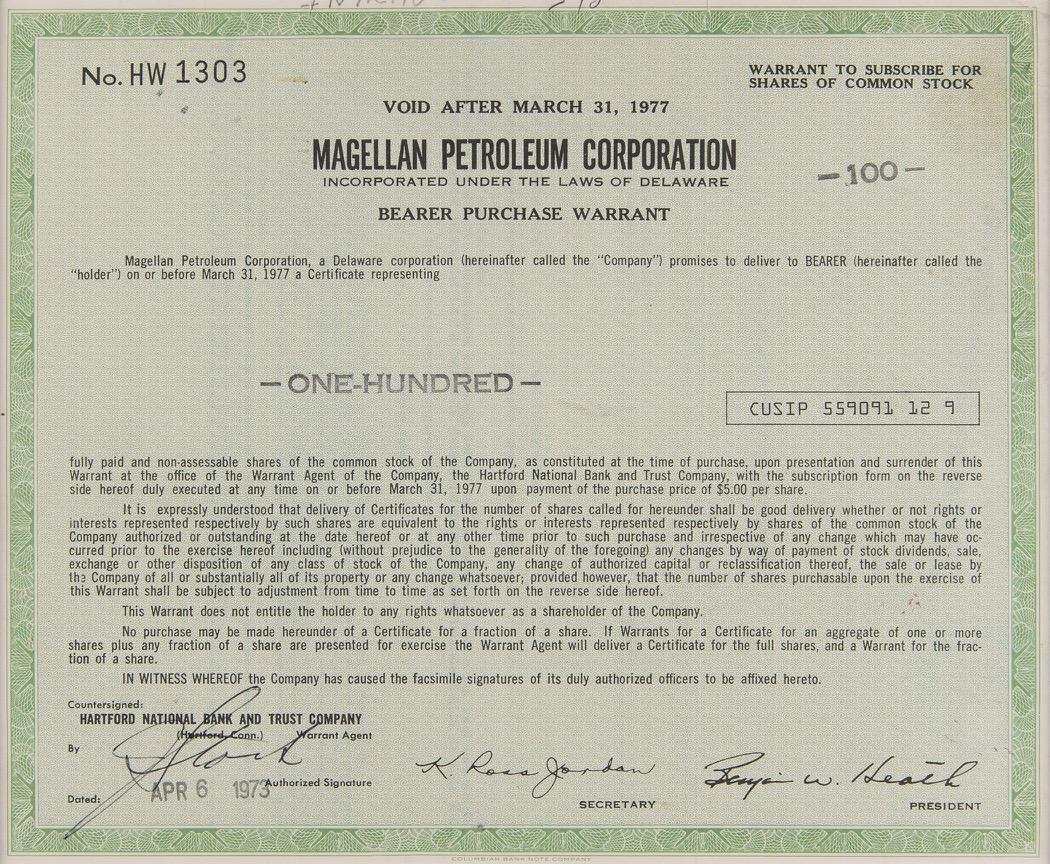 No. HW 1303
WARRANT TO SUBSCRIBE FOR
SHARES OF COMMON STOCK
VOID AFTER MARCH 31, 1977
MAGELLAN PETROLEUM CORPORATION
INCORPORATED UNDER THE LAWS OF DELAWARE
—100—
BEARER PURCHASE WARRANT
Magellan Petroleum Corporation, a Delaware corporation (hereinafter called the “Company”) promises to deliver to BEARER (hereinafter called the
“holder”) on or before March 31, 1977 a Certificate representing
—ONE-HUNDRED—
CUSIP 559091 12 9
fully paid and non-assessable shares of the common stock of the Company, as constituted at the time of purchase, upon presentation and surrender of this
Warrant at the office of the Warrant Agent of the Company, the Hartford National Bank and Trust Company, with the subscription form on the reverse
side hereof duly executed at any time on or before March 31, 1977 upon payment of the purchase price of $5.00 per share.
It is expressly understood that delivery of Certificates for the number of shares called for hereunder shall be good delivery whether or not rights or
interests represented respectively by such shares are equivalent to the rights or interests represented respectively by shares of the common stock of the
Company authorized or outstanding at the date hereof or at any other time prior to such purchase and irrespective of any change which may have oc-
curred prior to the exercise hereof including (without prejudice to the generality of the foregoing) any changes by way of payment of stock dividends, sale,
exchange or other disposition of any class of stock of the Company, any change of authorized capital or reclassification thereof, the sale or lease by
the Company of all or substantially all of its property or any change whatsoever; provided however, that the number of shares purchasable upon the exercise of
this Warrant shall be subject to adjustment from time to time as set forth on the reverse side hereof.
This Warrant does not entitle the holder to any rights whatsoever as a shareholder of the Company.
No purchase may be made hereunder of a Certificate for a fraction of a share. If Warrants for a Certificate for an aggregate of one or more
shares plus any fraction of a share are presented for exercise the Warrant Agent will deliver a Certificate for the full shares, and a Warrant for the frac-
tion of a share.
IN WITNESS WHEREOF the Company has caused the facsimile signatures of its duly authorized officers to be affixed hereto.
Countersigned:
HARTFORD NATIONAL BANK AND TRUST COMPANY
(Hartford, Conn.) Warrant Agent
By
Authorized Signature
Dated: APR 6 1973
K. Ross Jordan
SECRETARY
Benjamin W. Heath
PRESIDENT
COLUMBIAN BANK NOTE COMPANY